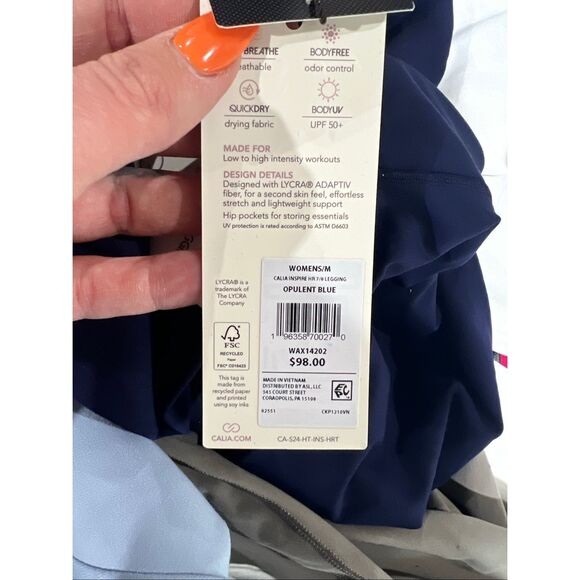 BREATHE
BODYFREE
odor control
QUICKDRY
drying fabric
BODYUV
UPF 50+
MADE FOR
Low to high intensity workouts
DESIGN DETAILS
Designed with LYCRA® ADAPTIV
fiber, for a second skin feel, effortless
stretch and lightweight support
Hip pockets for storing essentials
UV protection is rated according to ASTM D6603
LYCRA® is a
trademark of
The LYCRA
Company
FSC
RECYCLED
Paper
FSC® C016423
This tag is
made from
recycled paper
and printed
using soy inks
WOMENS/M
CALIA INSPIRE HR 7/8 LEGGING
OPULENT BLUE
1 96358 70027 0
WAX14202
$98.00
MADE IN VIETNAM
DISTRIBUTED BY ASI, LLC
345 COURT STREET
CORAOPOLIS, PA 15108
82551
CKP1210VN
CALIA.COM
CA-S24-HT-INS-HRT